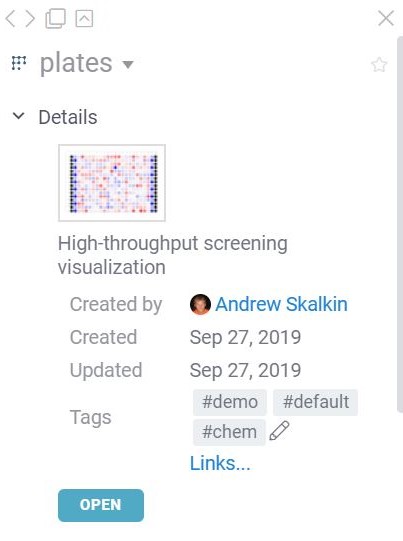 plates
Details
High-throughput screening
visualization
Created by Andrew Skalkin
Created Sep 27, 2019
Updated Sep 27, 2019
Tags #demo #default
#chem
Links...
OPEN